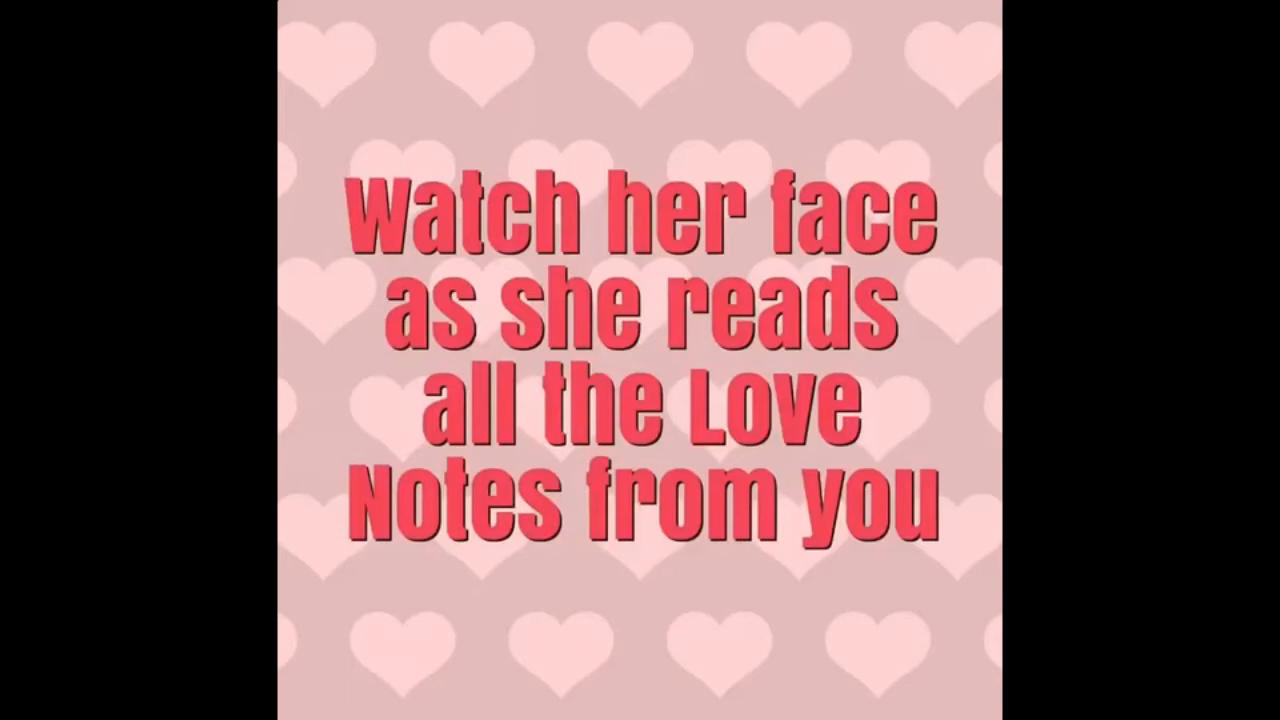 Watch her face
as she reads
all the Love
Notes from you